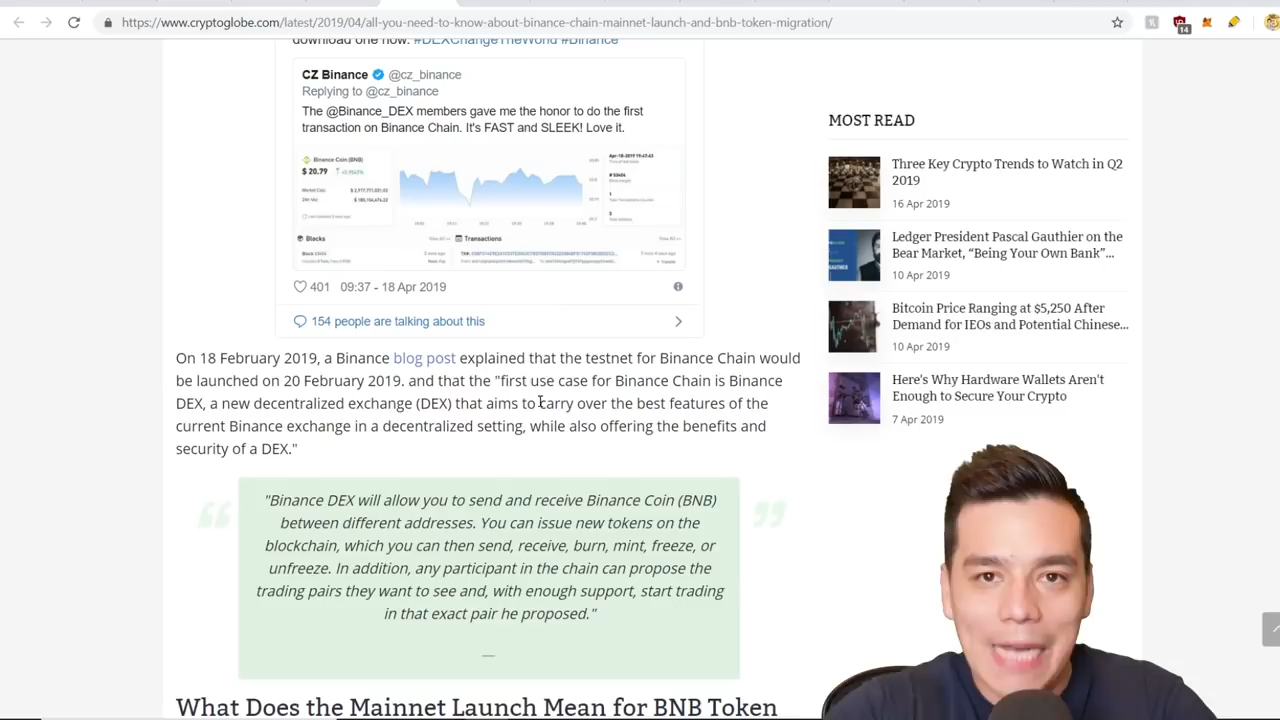 https://www.cryptoglobe.com/latest/2019/04/all-you-need-to-know-about-binance-chain-mainnet-launch-and-bnb-token-migration/
14
download one now. #DEXChangeTheWorld #Binance
CZ Binance @cz_binance
Replying to @cz_binance
The @Binance_DEX members gave me the honor to do the first
transaction on Binance Chain. It's FAST and SLEEK! Love it.
Binance Coin (BNB)
$ 20.79
Market Cap
Apr-18-2019
Blocks
Transactions
401 09:37 - 18 Apr 2019
154 people are talking about this
On 18 February 2019, a Binance blog post explained that the testnet for Binance Chain would
be launched on 20 February 2019. and that the "first use case for Binance Chain is Binance
DEX, a new decentralized exchange (DEX) that aims to carry over the best features of the
current Binance exchange in a decentralized setting, while also offering the benefits and
security of a DEX."
"Binance DEX will allow you to send and receive Binance Coin (BNB)
between different addresses. You can issue new tokens on the
blockchain, which you can then send, receive, burn, mint, freeze, or
unfreeze. In addition, any participant in the chain can propose the
trading pairs they want to see and, with enough support, start trading
in that exact pair he proposed."
—
What Does the Mainnet Launch Mean for BNB Token
MOST READ
Three Key Crypto Trends to Watch in Q2
2019
16 Apr 2019
Ledger President Pascal Gauthier on the
Bear Market, “Being Your Own Bank”...
10 Apr 2019
Bitcoin Price Ranging at $5,250 After
Demand for IEOs and Potential Chinese...
10 Apr 2019
Here's Why Hardware Wallets Aren't
Enough to Secure Your Crypto
7 Apr 2019